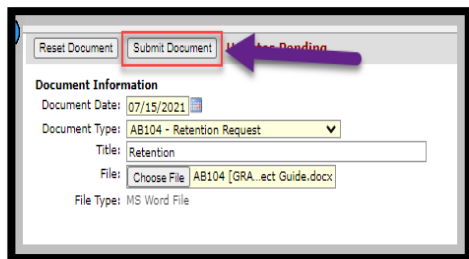 Reset Document Submit Document Pending
Document Information
Document Date: 07/15/2021
Document Type: AB104 - Retention Request
Title: Retention
File: Choose File AB104 [GRA...ect Guide.docx
File Type: MS Word File